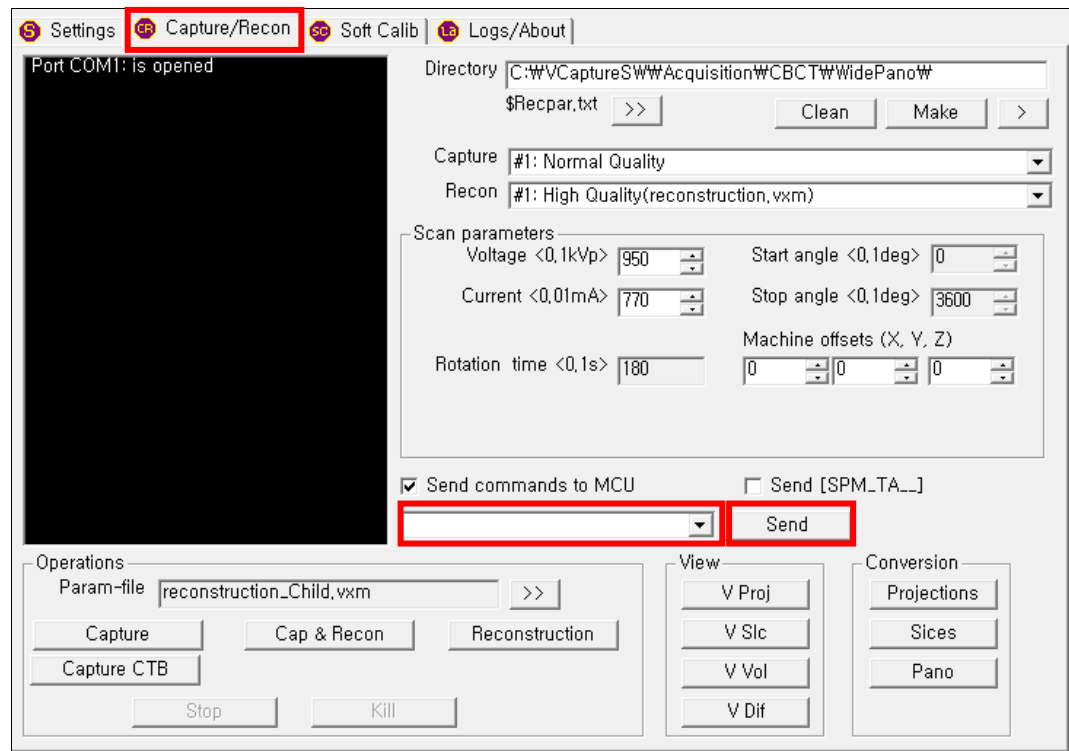 S Settings CR Capture/Recon SC Soft Calib La Logs/About
Port COM1: is opened
Directory C:₩VCaptureSW₩Acquisition₩CBCT₩WidePano₩
$Recpar,txt >> Clean Make >
Capture #1: Normal Quality
Recon #1: High Quality(reconstruction,vxm)
Scan parameters
Voltage <0,1kVp> 950 Start angle <0,1deg> 0
Current <0,01mA> 770 Stop angle <0,1deg> 3600
Machine offsets (X, Y, Z)
Rotation time <0,1s> 180 0 0 0
Send commands to MCU Send [SPM_TA__]
Send
Operations View Conversion
Param-file reconstruction_Child,vxm >> V Proj Projections
Capture Cap & Recon Reconstruction V Slc Sices
Capture CTB V Vol Pano
Stop Kill V Dif